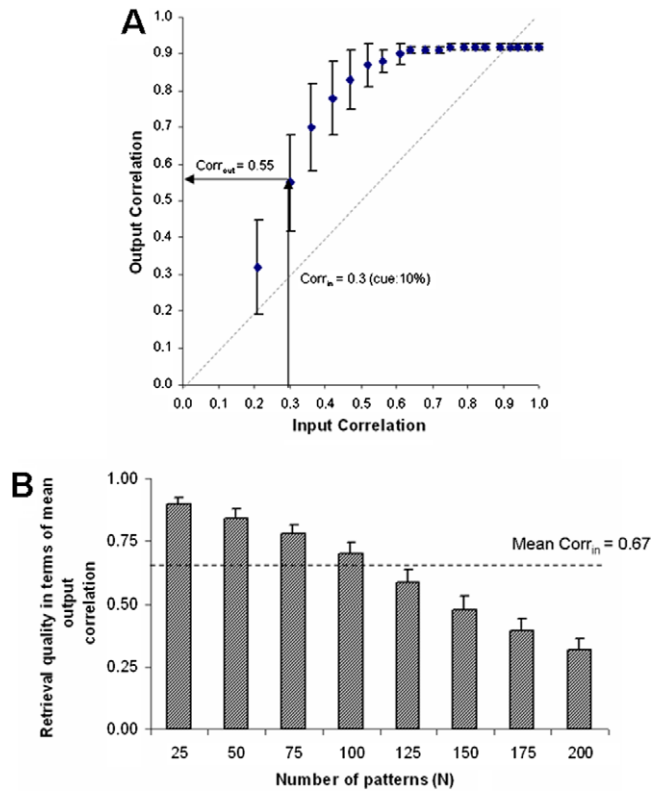 A
Output Correlation
1.0
0.9
0.8
0.7
0.6
0.5
0.4
0.3
0.2
0.1
0.0
Corrout = 0.55
Corrin = 0.3 (cue:10%)
0.0 0.1 0.2 0.3 0.4 0.5 0.6 0.7 0.8 0.9 1.0
Input Correlation
B
Retrieval quality in terms of mean
output
correlation
1.00
0.75
0.50
0.25
0.00
Mean Corrin = 0.67
25 50 75 100 125 150 175 200
Number of patterns (N)